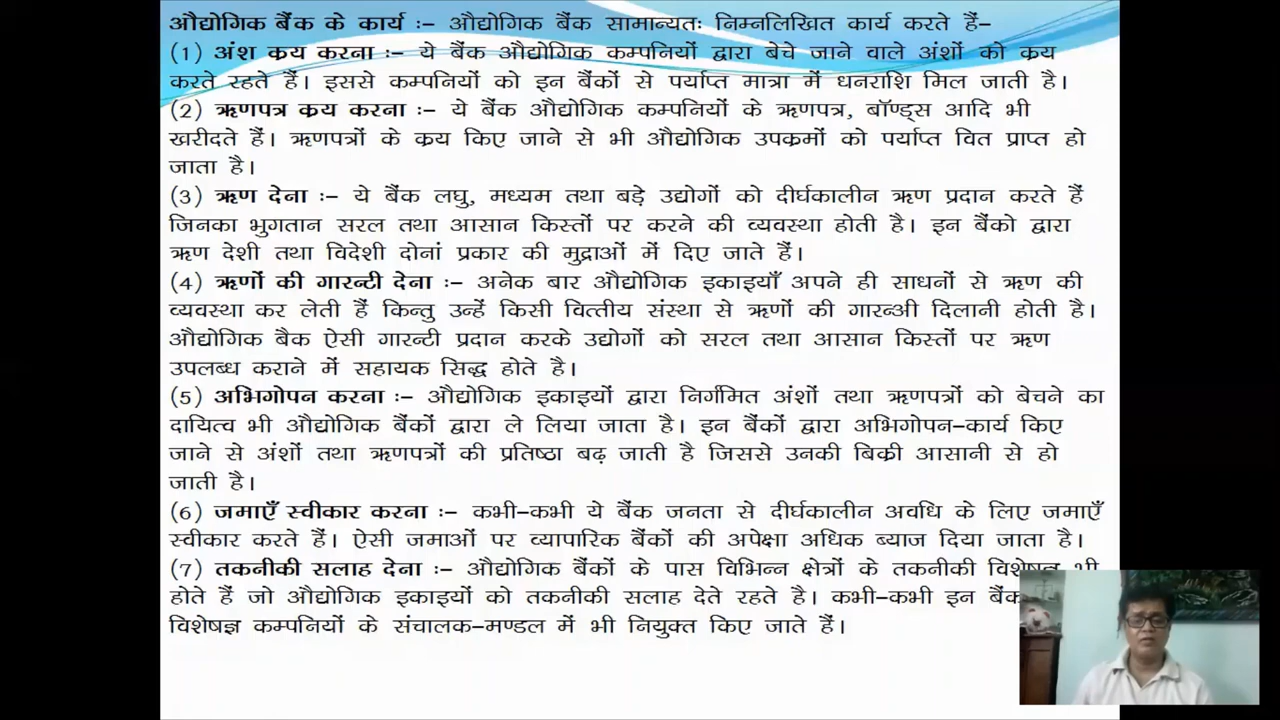 औद्योगिक बैंक के कार्य :– औद्योगिक बैंक सामान्यतः निम्नलिखित कार्य करते हैं–
(1) अंश क्रय करना :– ये बैंक औद्योगिक कम्पनियों द्वारा बेचे जाने वाले अंशों को क्रय
करते रहते हैं। इससे कम्पनियों को इन बैंकों से पर्याप्त मात्रा में धनराशि मिल जाती है।
(2) ऋणपत्र क्रय करना :– ये बैंक औद्योगिक कम्पनियों के ऋणपत्र, बॉण्ड्स आदि भी
खरीदते हैं। ऋणपत्रों के क्रय किए जाने से भी औद्योगिक उपक्रमों को पर्याप्त वित प्राप्त हो
जाता है।
(3) ऋण देना :– ये बैंक लघु, मध्यम तथा बड़े उद्योगों को दीर्घकालीन ऋण प्रदान करते हैं
जिनका भुगतान सरल तथा आसान किस्तों पर करने की व्यवस्था होती है। इन बैंको द्वारा
ऋण देशी तथा विदेशी दोनां प्रकार की मुद्राओं में दिए जाते हैं।
(4) ऋणों की गारन्टी देना :– अनेक बार औद्योगिक इकाइयाँ अपने ही साधनों से ऋण की
व्यवस्था कर लेती हैं किन्तु उन्हें किसी वित्तीय संस्था से ऋणों की गारन्अी दिलानी होती है।
औद्योगिक बैक ऐसी गारन्टी प्रदान करके उद्योगों को सरल तथा आसान किस्तों पर ऋण
उपलब्ध कराने में सहायक सिद्ध होते है।
(5) अभिगोपन करना :– औद्योगिक इकाइयों द्वारा निर्गमित अंशों तथा ऋणपत्रों को बेचने का
दायित्व भी औद्योगिक बैंकों द्वारा ले लिया जाता है। इन बैंकों द्वारा अभिगोपन–कार्य किए
जाने से अंशों तथा ऋणपत्रों की प्रतिष्ठा बढ़ जाती है जिससे उनकी बिक्री आसानी से हो
जाती है।
(6) जमाएँ स्वीकार करना :– कभी–कभी ये बैंक जनता से दीर्घकालीन अवधि के लिए जमाएँ
स्वीकार करते हैं। ऐसी जमाओं पर व्यापारिक बैंकों की अपेक्षा अधिक ब्याज दिया जाता है।
(7) तकनीकी सलाह देना :– औद्योगिक बैंकों के पास विभिन्न क्षेत्रों के तकनीकी विशेषज्ञ भी
होते हैं जो औद्योगिक इकाइयों को तकनीकी सलाह देते रहते है। कभी–कभी इन
विशेषज्ञ कम्पनियों के संचालक–मण्डल में भी नियुक्त किए जाते हैं।